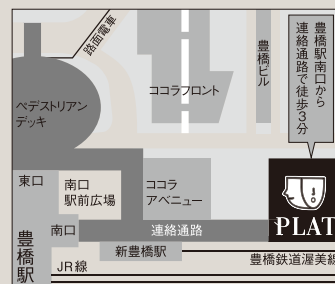 路面電車
豊橋ビル
豊橋駅南口から
連絡通路で徒歩3分
ココラフロント
ペデストリアン
デッキ
東口
南口
駅前広場
ココラ
アベニュー
PLAT
南口
連絡通路
豊橋駅
新豊橋駅
豊橋鉄道渥美線
JR線